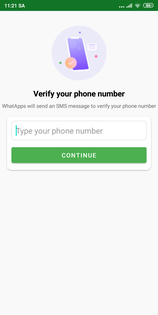 11:21 SA
Verify your phone number
WhatApps will send an SMS message to verify your phone number
Type your phone number
CONTINUE